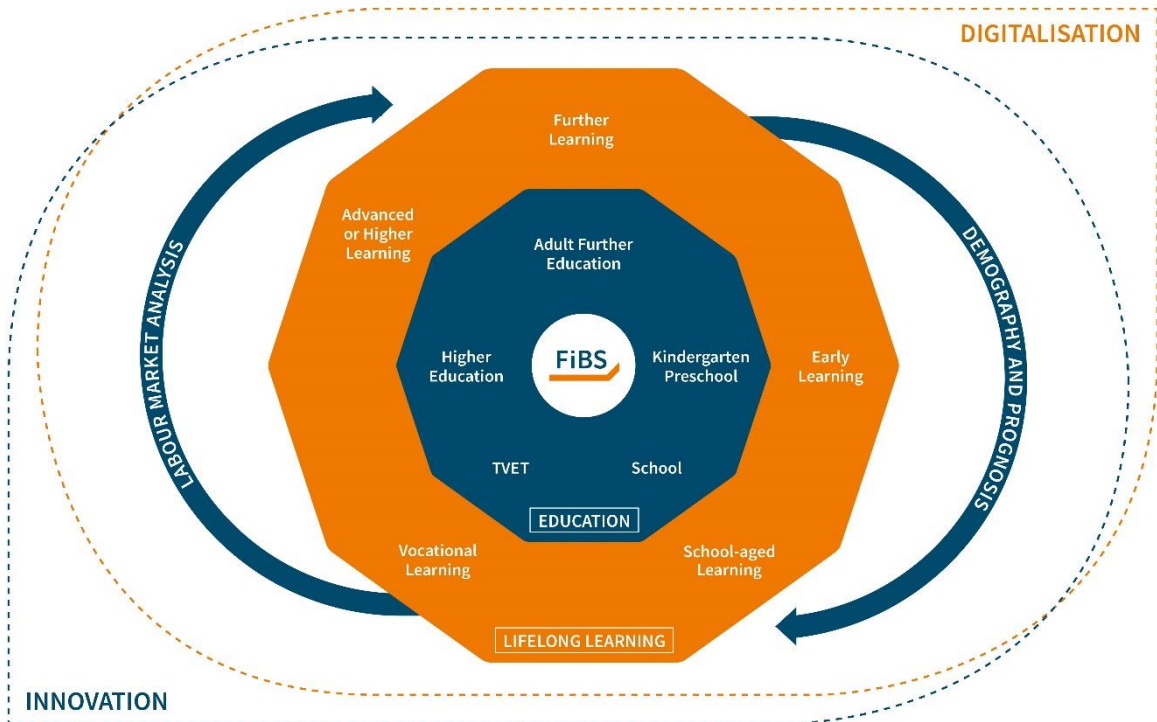 DIGITALISATION
Further
Learning
Advanced
or Higher
Learning
Adult Further
Education
LABOUR MARKET ANALYSIS
DEMOGRAPHY AND PROGNOSIS
Higher
Education
FiBS
Kindergarten
Preschool
Early
Learning
TVET
School
EDUCATION
Vocational
Learning
School-aged
Learning
LIFELONG LEARNING
INNOVATION